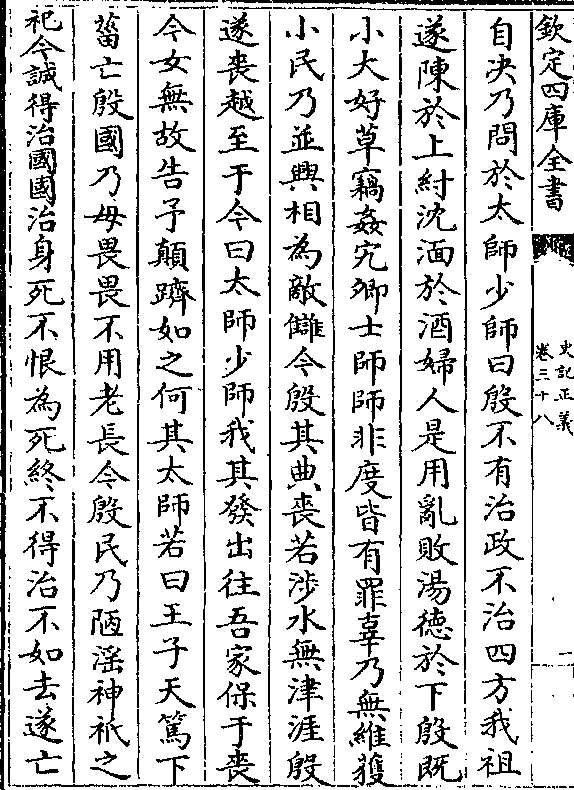 欽定四庫全書
史記正義
卷三十八
一
自決乃問於太師少師曰殷不有治政不治四方我祖
遂陳於上紂沈湎於酒婦人是用亂敗湯德於下殷既
小大好草竊姦宄卿士師師非度皆有罪辜乃無維獲
小民乃並興相為敵讎今殷其典喪若涉水無津涯殷
遂喪越至于今曰太師少師我其發出往吾家保于喪
今女無故告予顛躋如之何其太師若曰王子天篤下
菑亡殷國乃毋畏畏不用老長今殷民乃陋淫神祇之
祀今誠得治國國治身死不恨為死終不得治不如去遂亡